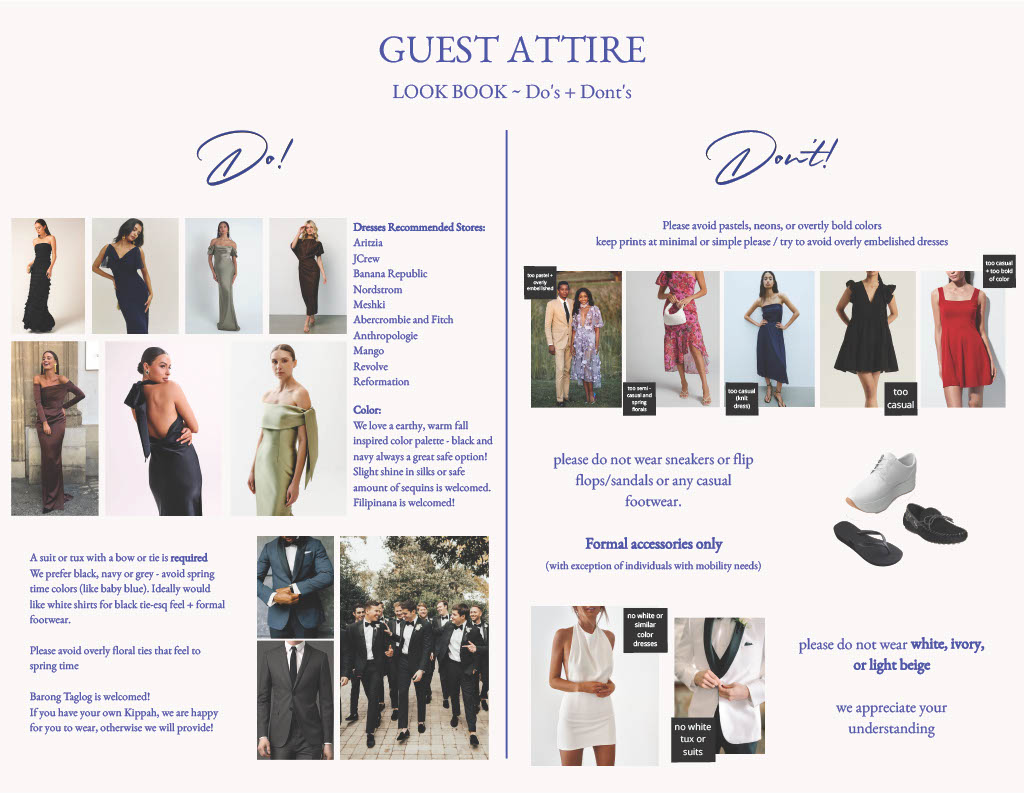 GUEST ATTIRE
LOOK BOOK ~ Do's + Dont's
Do!
Dresses Recommended Stores:
Aritzia
JCrew
Banana Republic
Nordstrom
Meshki
Abercrombie and Fitch
Anthropologie
Mango
Revolve
Reformation
Color:
We love a earthy, warm fall
inspired color palette - black and
navy always a great safe option!
Slight shine in silks or safe
amount of sequins is welcomed.
Filipinana is welcomed!
A suit or tux with a bow or tie is required
We prefer black, navy or grey - avoid spring
time colors (like baby blue). Ideally would
like white shirts for black tie-esq feel + formal
footwear.
Please avoid overly floral ties that feel to
spring time
Barong Taglog is welcomed!
If you have your own Kippah, we are happy
for you to wear, otherwise we will provide!
Don't!
Please avoid pastels, neons, or overtly bold colors
keep prints at minimal or simple please / try to avoid overly embelished dresses
too pastel +
overly
embelished
too semi -
casual and
spring
florals
too casual
(knit
dress)
too
casual
too casual
+ too bold
of color
please do not wear sneakers or flip
flops/sandals or any casual
footwear.
Formal accessories only
(with exception of individuals with mobility needs)
no white or
similar
color
dresses
no white
tux or
suits
please do not wear white, ivory,
or light beige
we appreciate your
understanding